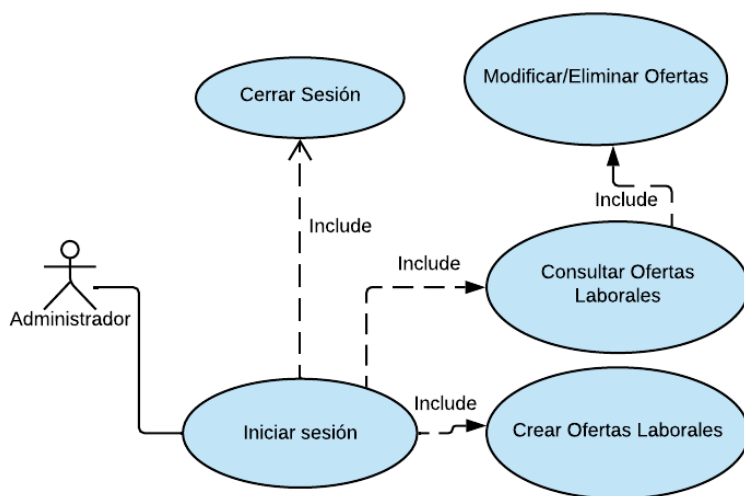 Modificar/Eliminar Ofertas
Cerrar Sesión
Include
Include
Include
Consultar Ofertas
Laborales
Administrador
Include
Iniciar sesión
Crear Ofertas Laborales